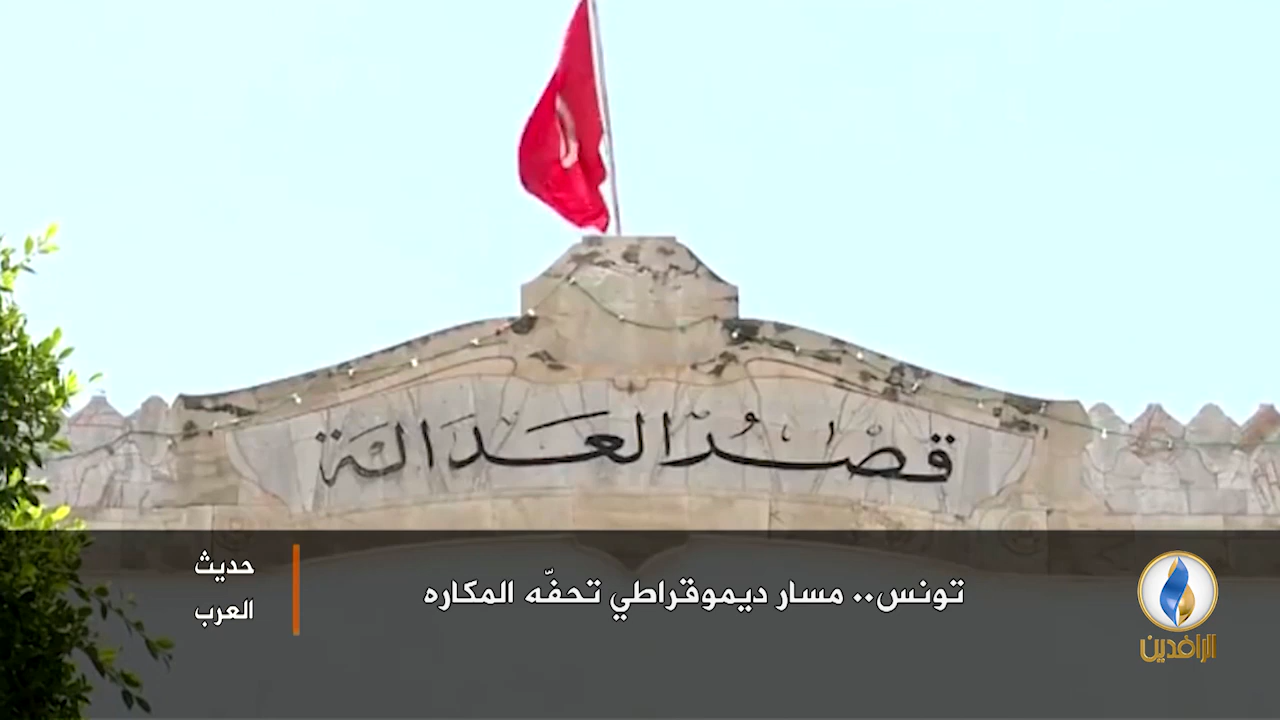 قصر العدالة
تونس.. مسار ديموقراطي تحفّه المكاره
حديث
العرب
الرافدين